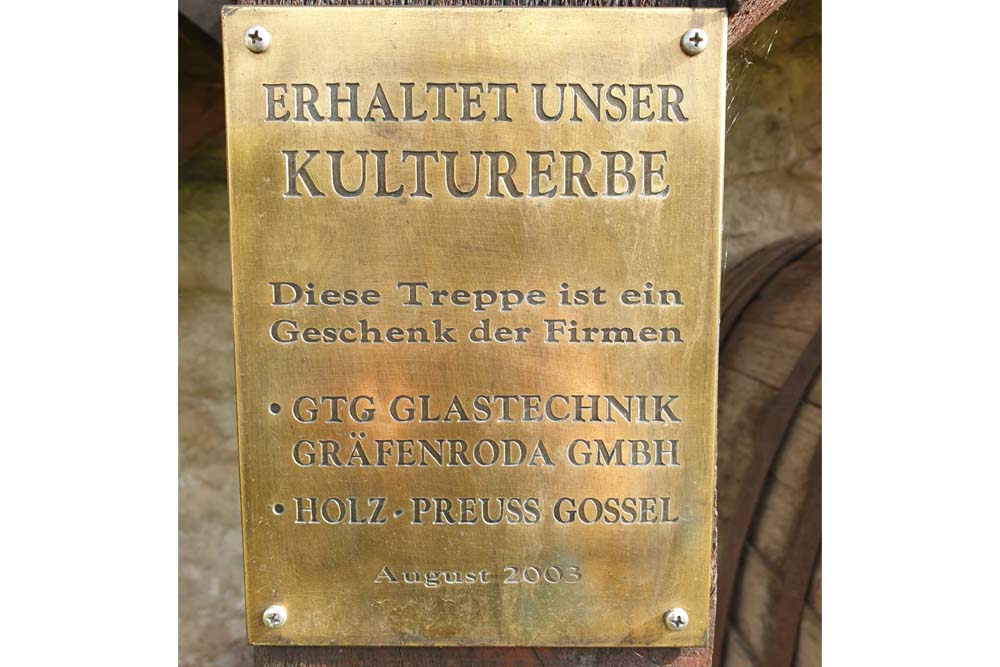 ERHALTET UNSER
KULTURERBE
Diese Treppe ist ein
Geschenk der Firmen
• GTG GLASTECHNIK
GRÄFENRODA GMBH
• HOLZ • PREUSS GOSSEL
August 2003